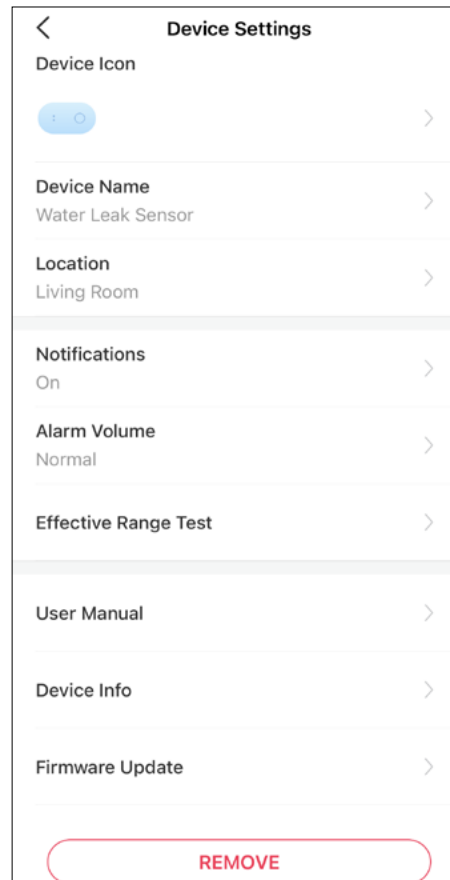 Device Settings
Device Icon
Device Name
Water Leak Sensor
Location
Living Room
Notifications
On
Alarm Volume
Normal
Effective Range Test
User Manual
Device Info
Firmware Update
REMOVE